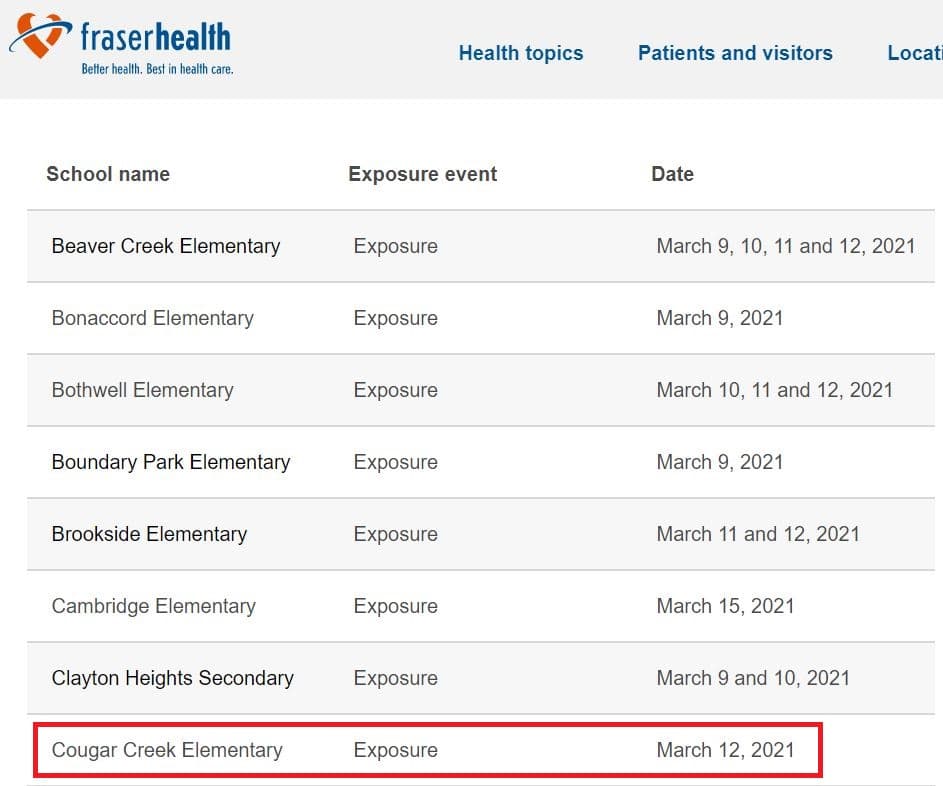 fraserhealth
Better health. Best in health care.
Health topics Patients and visitors Locati
School name Exposure event Date
Beaver Creek Elementary Exposure March 9, 10, 11 and 12, 2021
Bonaccord Elementary Exposure March 9, 2021
Bothwell Elementary Exposure March 10, 11 and 12, 2021
Boundary Park Elementary Exposure March 9, 2021
Brookside Elementary Exposure March 11 and 12, 2021
Cambridge Elementary Exposure March 15, 2021
Clayton Heights Secondary Exposure March 9 and 10, 2021
Cougar Creek Elementary Exposure March 12, 2021